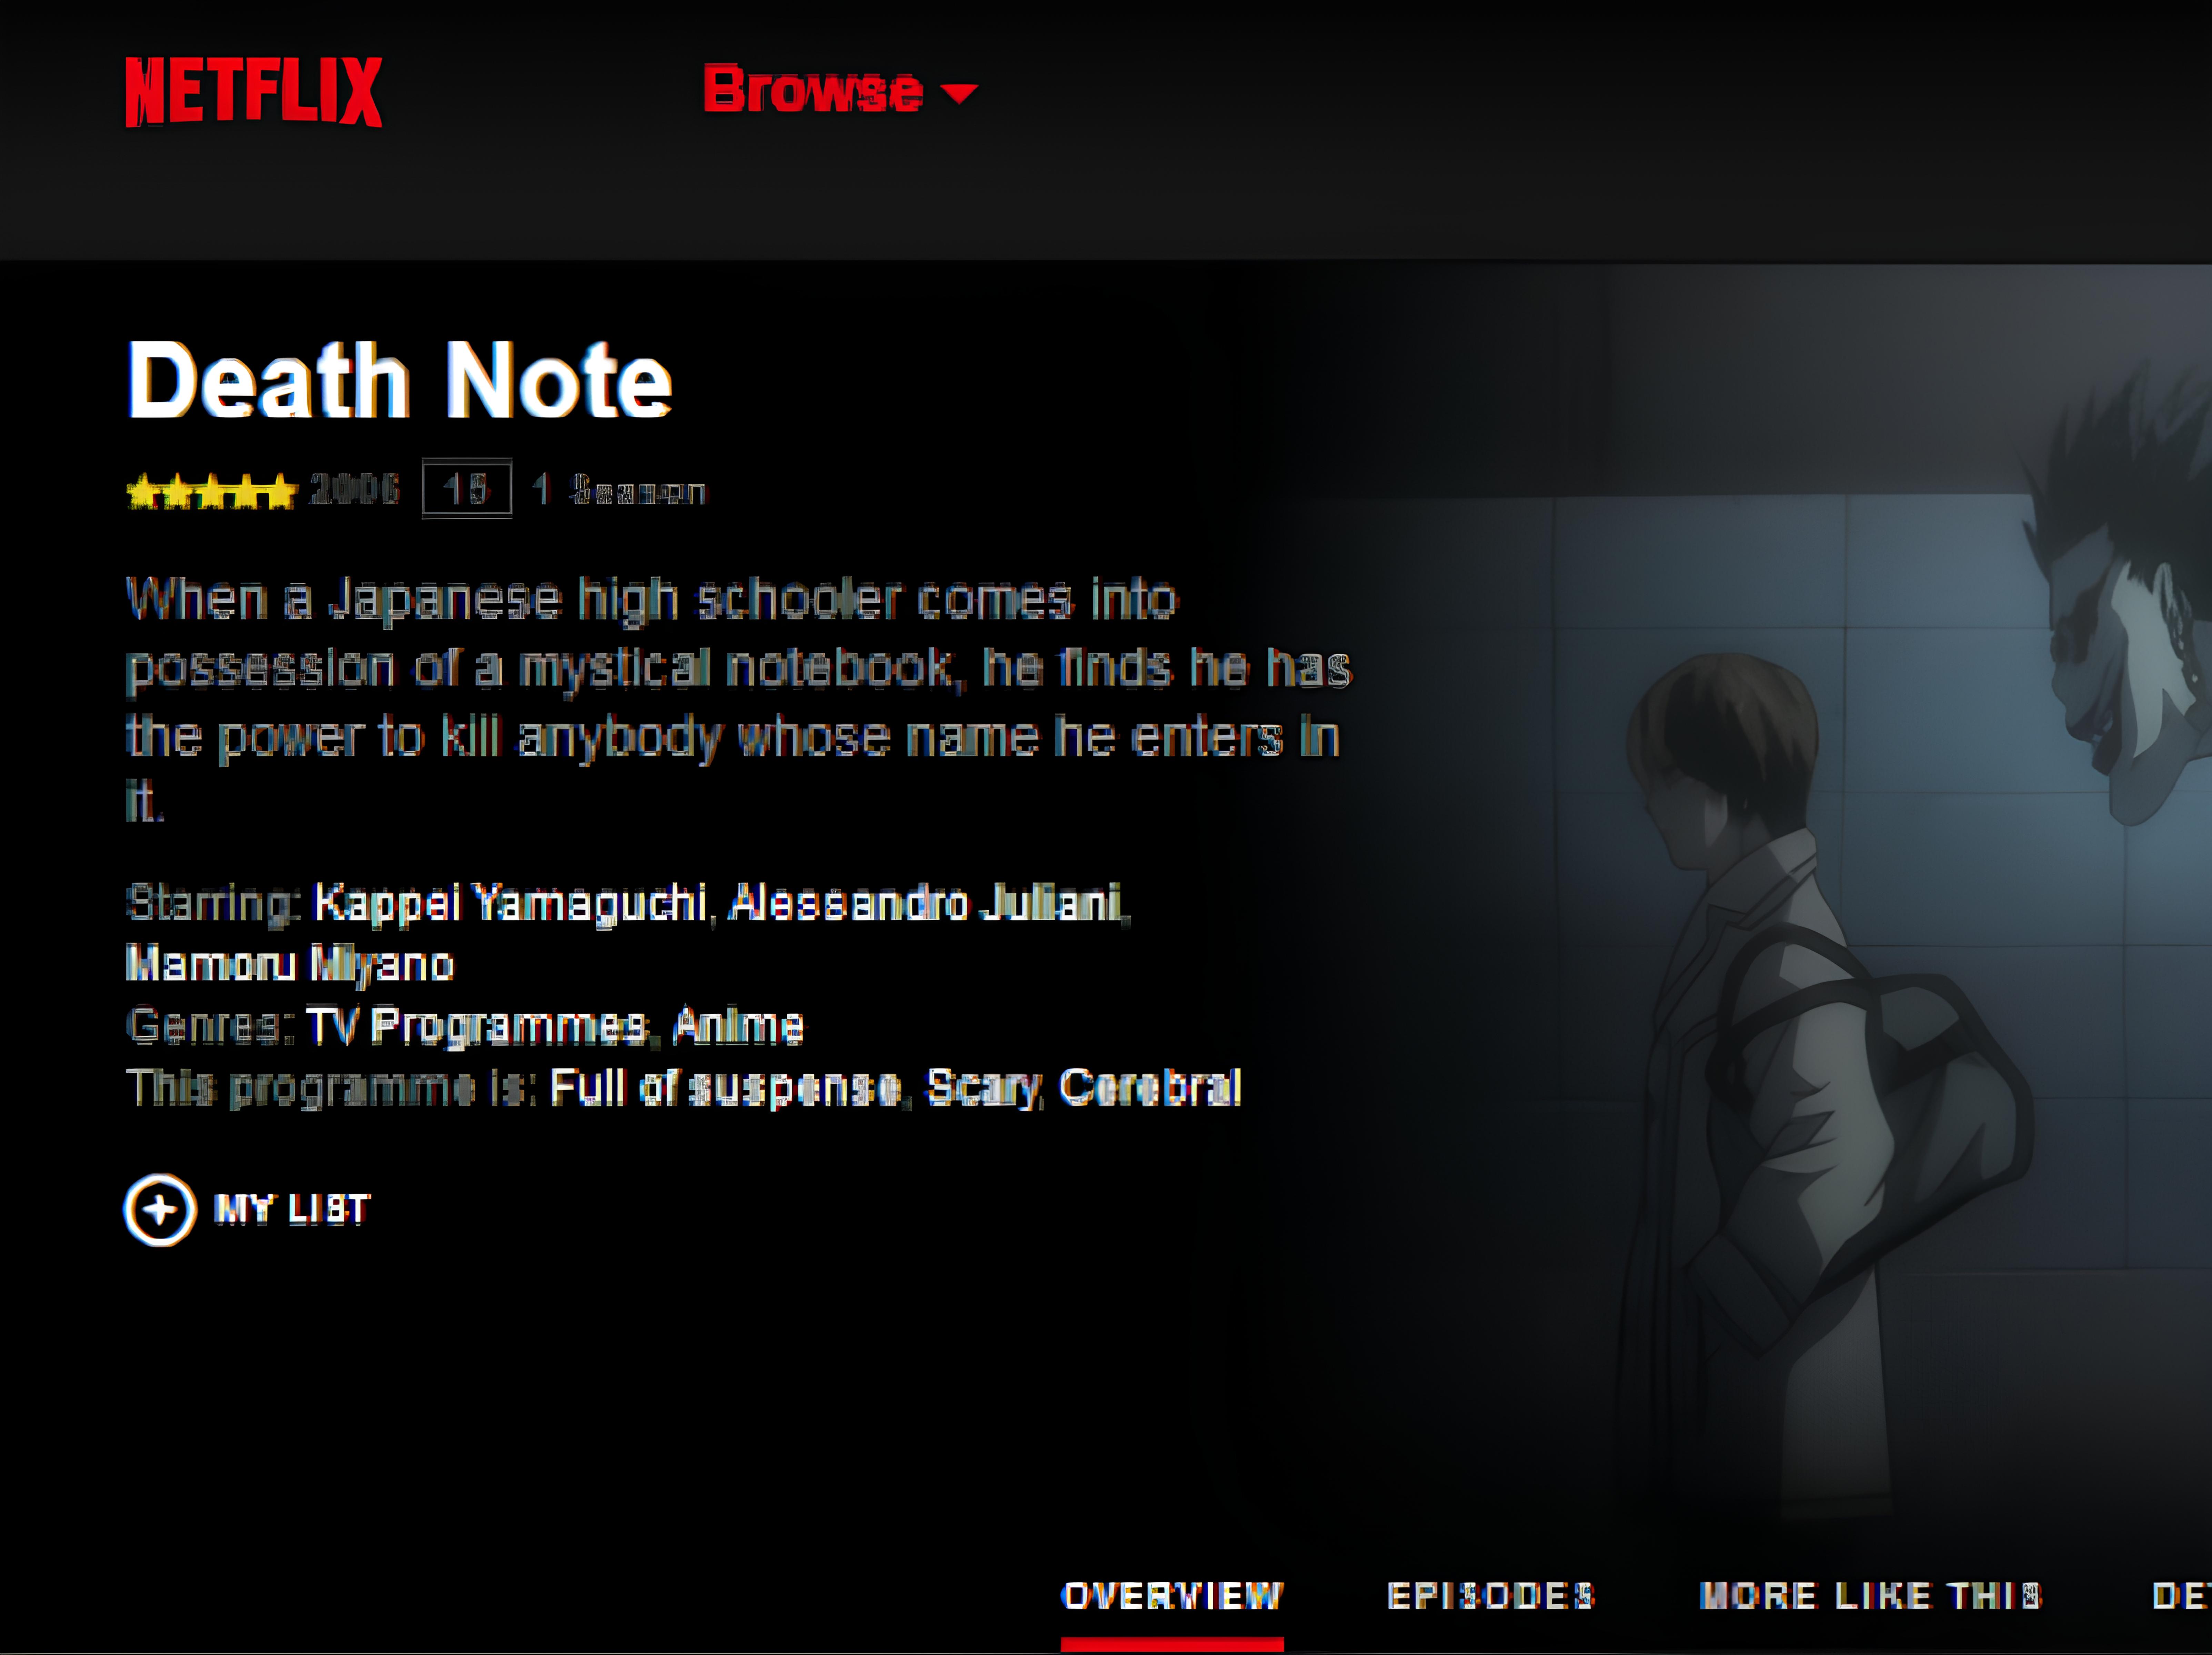 NETFLIX
Browse
Death Note
2006 15 1 Season
When a Japanese high schooler comes into
possession of a mystical notebook, he finds he has
the power to kill anybody whose name he enters in
it.
Starring: Kappei Yamaguchi, Alessandro Juliani,
Mamoru Miyano
Genres: TV Programmes, Anime
This programme is: Full of suspense, Scary, Cerebral
MY LIST
OVERVIEW EPISODES MORE LIKE THIS